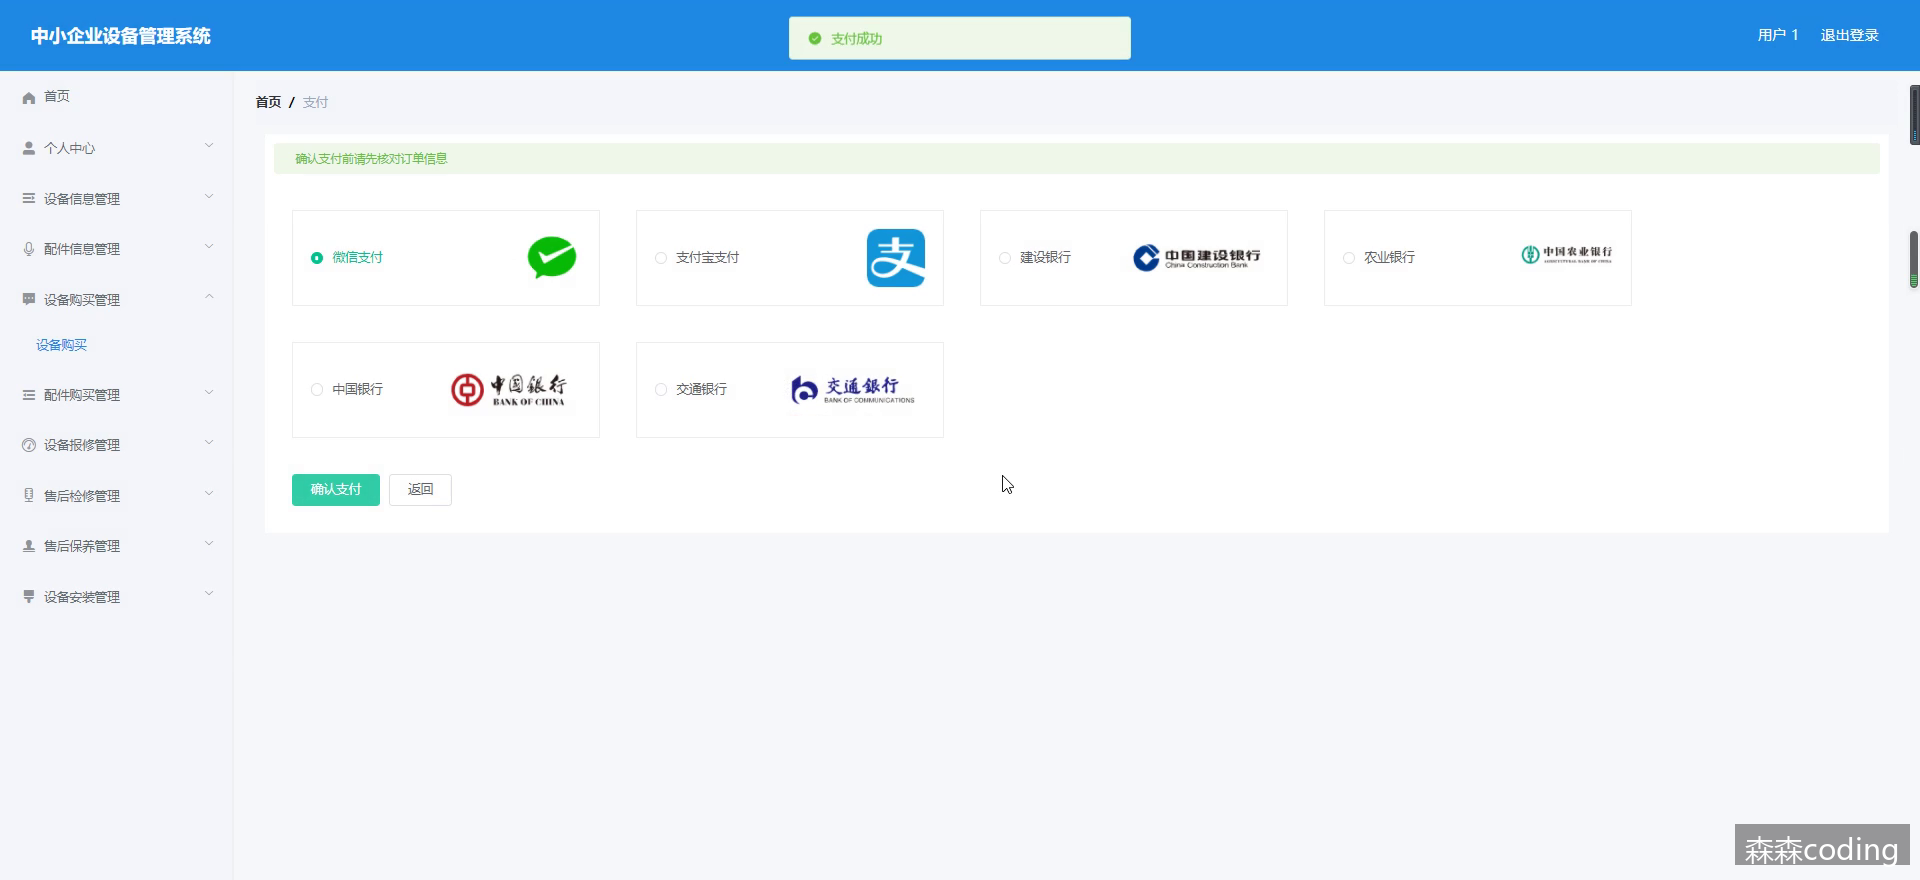 中小企业设备管理系统
支付成功
用户 1
退出登录
首页
个人中心
设备信息管理
配件信息管理
设备购买管理
设备购买
配件购买管理
设备报修管理
售后检修管理
售后保养管理
设备安装管理
首页 / 支付
确认支付前请先核对订单信息
微信支付
支付宝支付
支
建设银行
中国建设银行
China Construction Bank
农业银行
中国农业银行
AGRICULTURAL BANK OF CHINA
中国银行
中国銀行
BANK OF CHINA
交通银行
交通銀行
BANK OF COMMUNICATIONS
确认支付
返回
森森coding